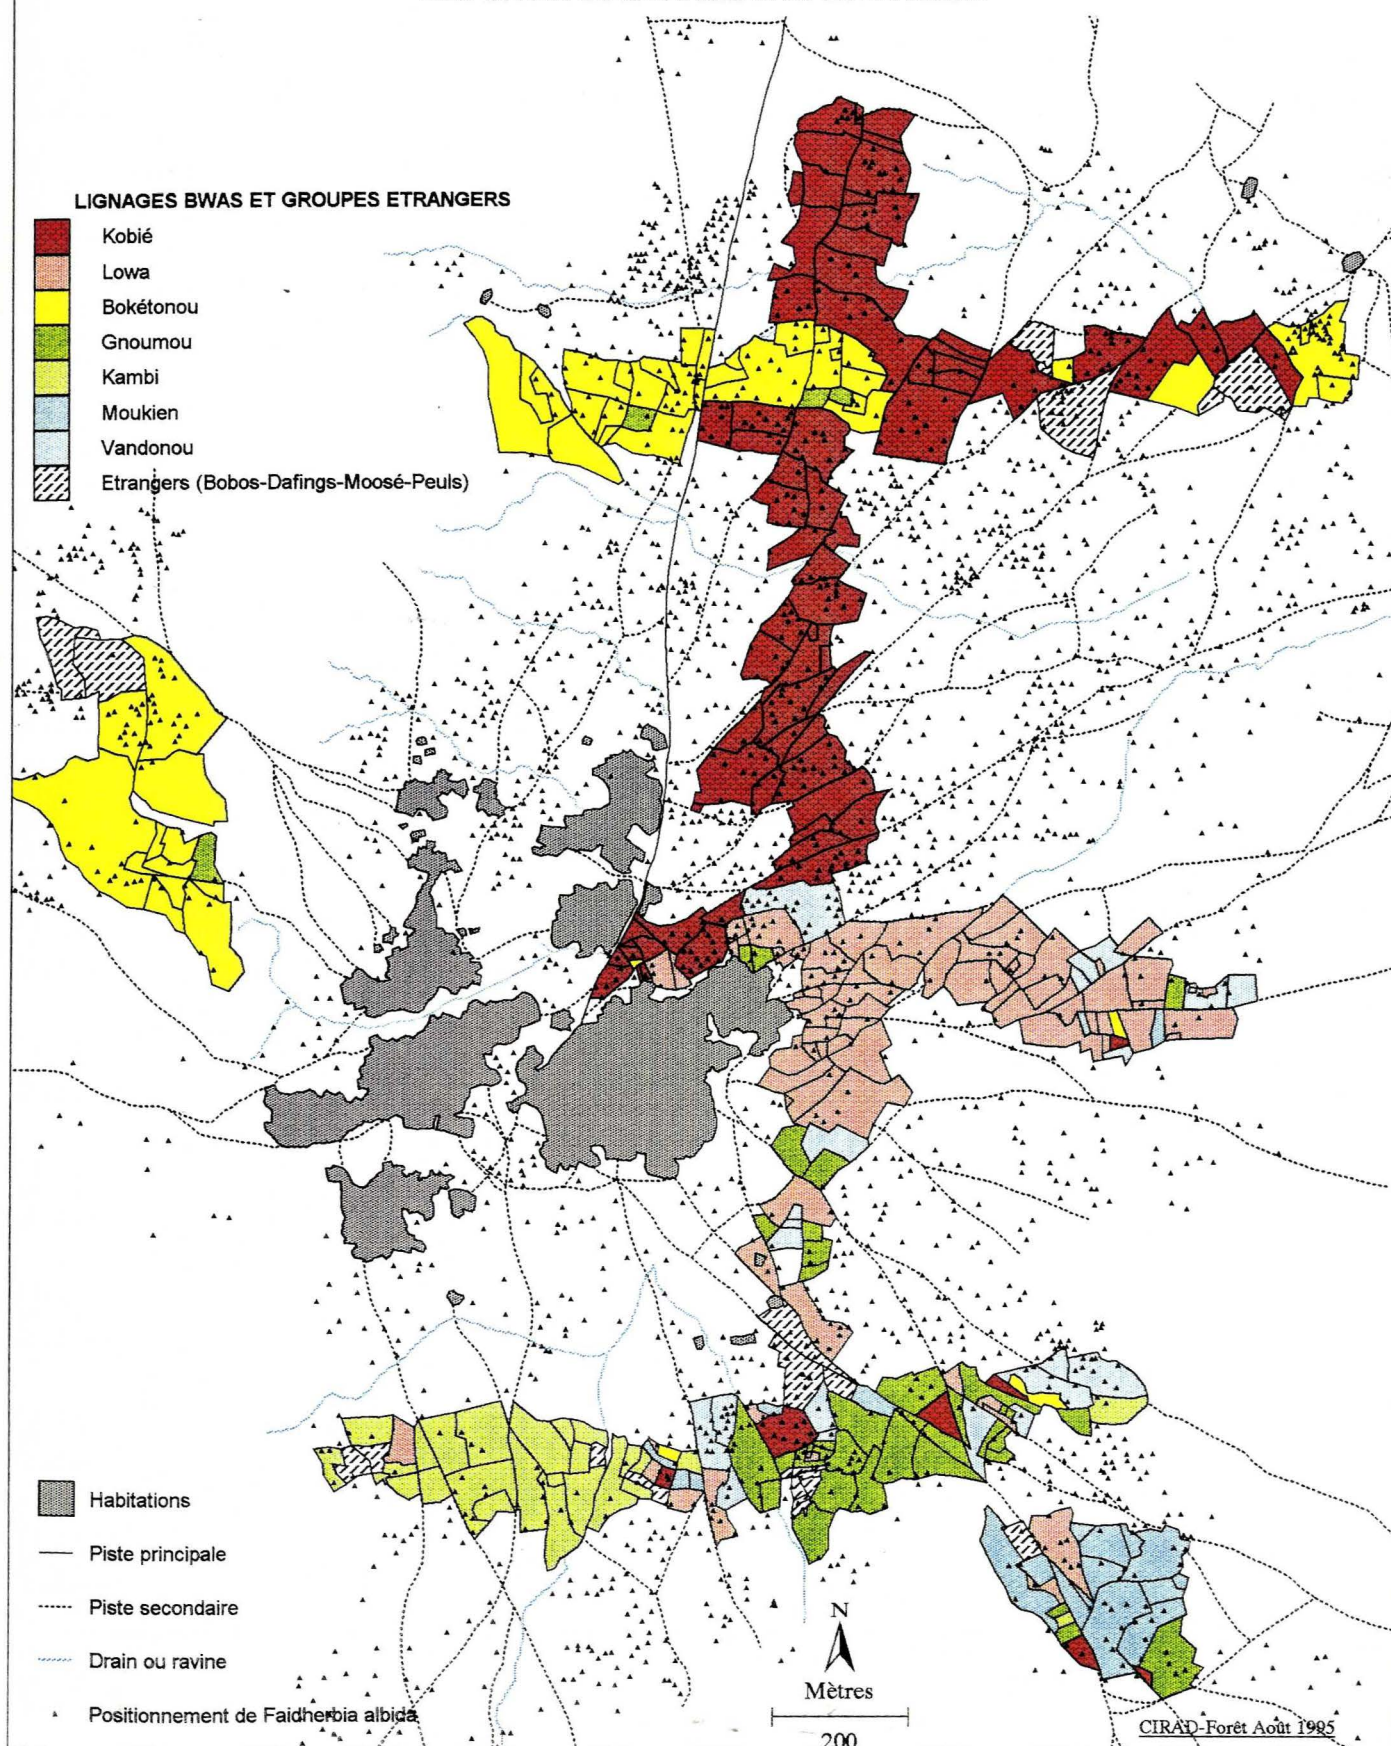 LIGNAGES BWAS ET GROUPES ETRANGERS
Kobié
Lowa
Bokétonou
Gnoumou
Kambi
Moukien
Vandonou
Etrangers (Bobos-Dafings-Moosé-Peuls)
Habitations
Piste principale
Piste secondaire
Drain ou ravine
Positionnement de Faidherbia albida
N
Mètres
200
CIRAD-Forêt Août 1995